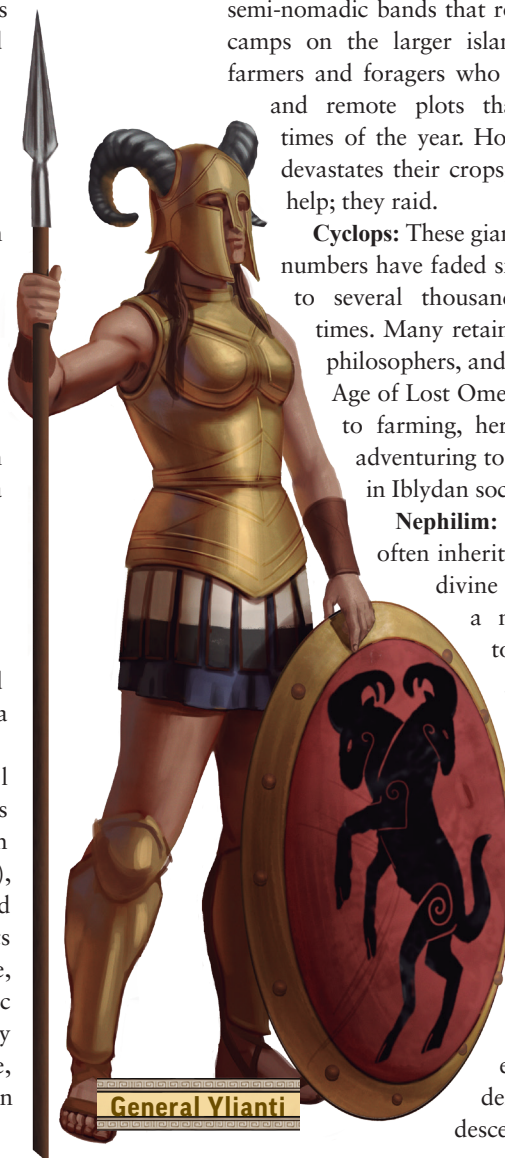 semi-nomadic bands that
camps on the larger islan
farmers and foragers who
and remote plots tha
times of the year. Ho
devastates their crops
help; they raid.
Cyclops: These gian
numbers have faded si
to several thousan
times. Many retain
philosophers, and
Age of Lost Ome
to farming, her
adventuring to
in Iblydan soc
Nephilim:
often inherit
divine
a
to
e
de
desce
General Ylianti